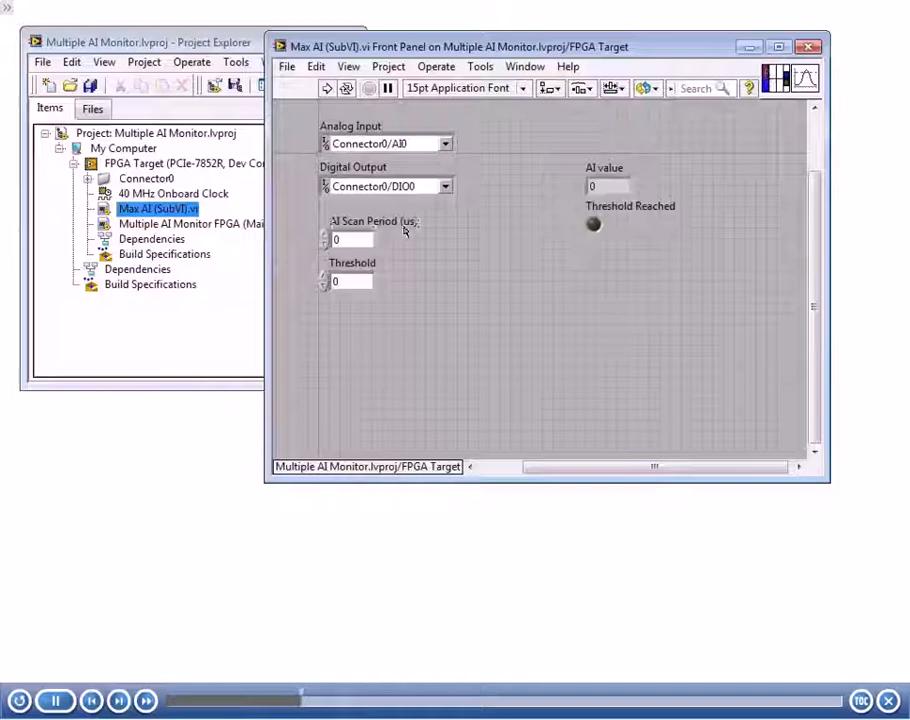 Multiple AI Monitor.lvproj - Project Explorer
File Edit View Project Operate Tools
Items Files
Project: Multiple AI Monitor.lvproj
My Computer
FPGA Target (PCIe-7852R, Dev Con
Connector0
40 MHz Onboard Clock
Max AI (SubVI).vi
Multiple AI Monitor FPGA (Mai
Dependencies
Build Specifications
Dependencies
Build Specifications
Max AI (SubVI).vi Front Panel on Multiple AI Monitor.lvproj/FPGA Target
File Edit View Project Operate Tools Window Help
15pt Application Font
Search
Analog Input
Connector0/AI0
Digital Output
Connector0/DIO0
AI Scan Period (us)
0
Threshold
0
AI value
0
Threshold Reached
Multiple AI Monitor.lvproj/FPGA Target
TOC